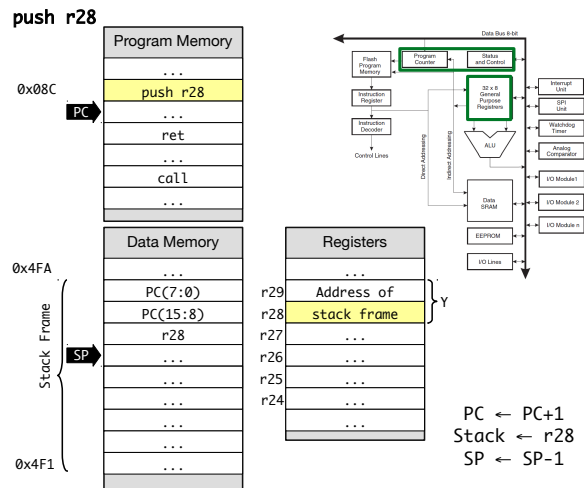 push r28
Program Memory
...
0x08C
push r28
PC
...
ret
...
call
...
Data Memory
0x4FA
...
PC(7:0)
PC(15:8)
r28
SP
...
...
...
...
0x4F1
...
Stack Frame
Registers
...
r29
Address of
r28
stack frame
Y
r27
...
r26
...
r25
...
r24
...
Data Bus 8-bit
Flash
Program
Memory
Program
Counter
Status
and Control
Instruction
Register
32 x 8
General
Purpose
Registrers
Instruction
Decoder
Control Lines
Direct Addressing
Indirect Addressing
ALU
Data
SRAM
EEPROM
I/O Lines
Interrupt
Unit
SPI
Unit
Watchdog
Timer
Analog
Comparator
I/O Module1
I/O Module 2
I/O Module n
PC ← PC+1
Stack ← r28
SP ← SP-1